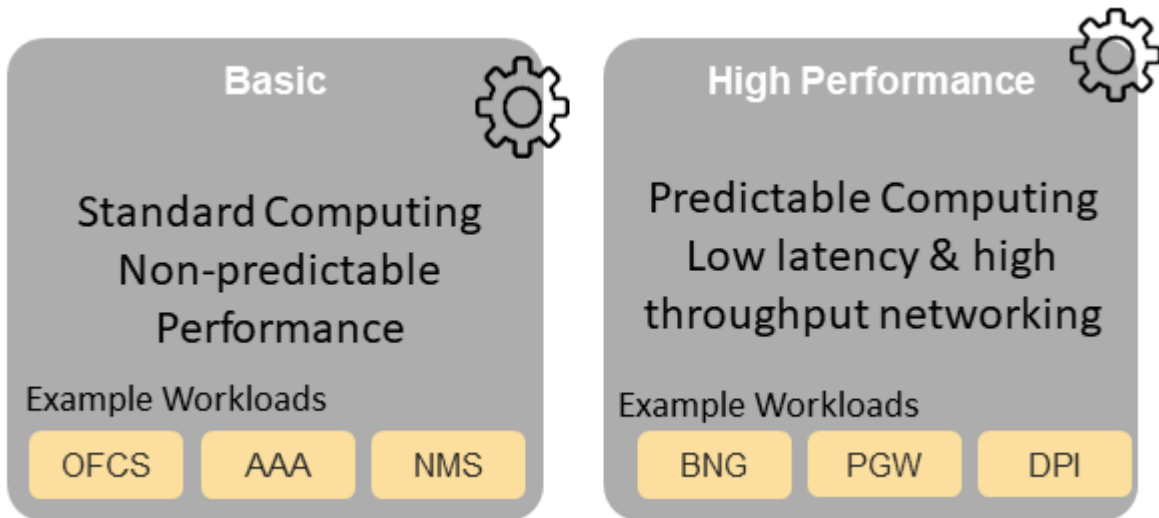 Basic
Standard Computing
Non-predictable
Performance
Example Workloads
OFCS
AAA
NMS
High Performance
Predictable Computing
Low latency & high
throughput networking
Example Workloads
BNG
PGW
DPI